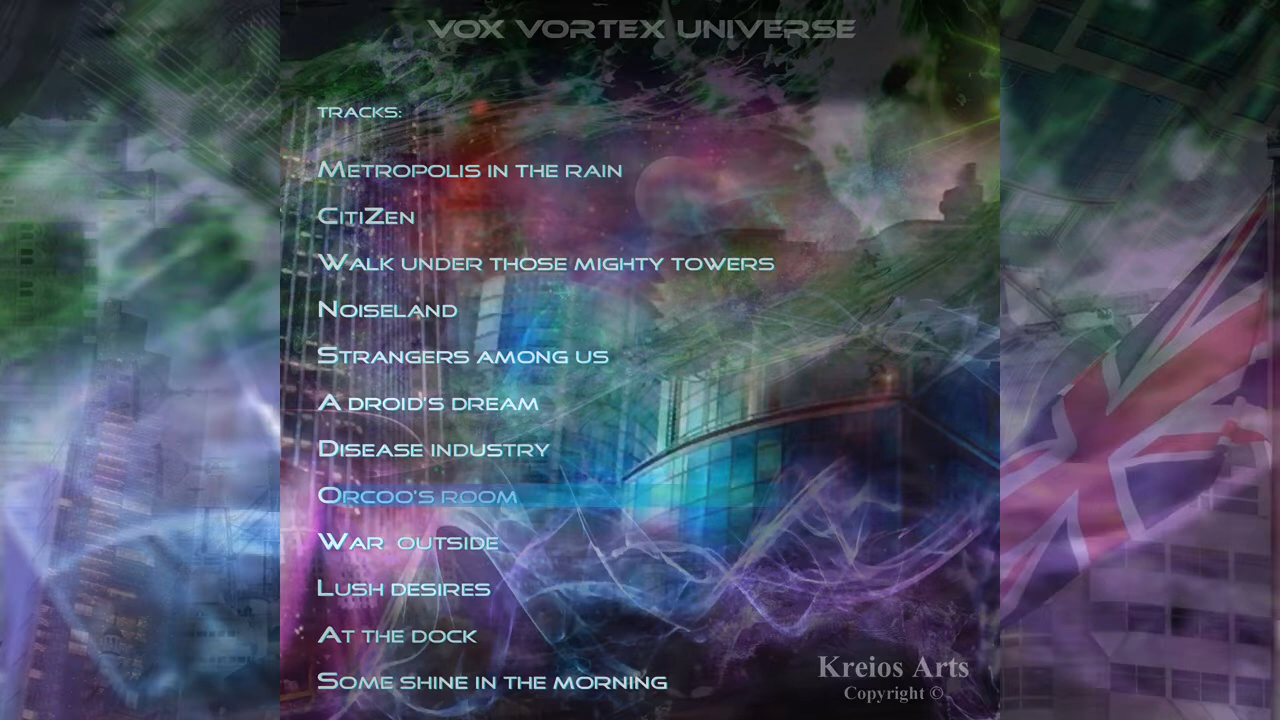 VOX VORTEX UNIVERSE
TRACKS:
METROPOLIS IN THE RAIN
CITIZEN
WALK UNDER THOSE MIGHTY TOWERS
NOISELAND
STRANGERS AMONG US
A DROID'S DREAM
DISEASE INDUSTRY
ORCOO'S ROOM
WAR OUTSIDE
LUSH DESIRES
AT THE DOCK
SOME SHINE IN THE MORNING
Kreios Arts
Copyright ©